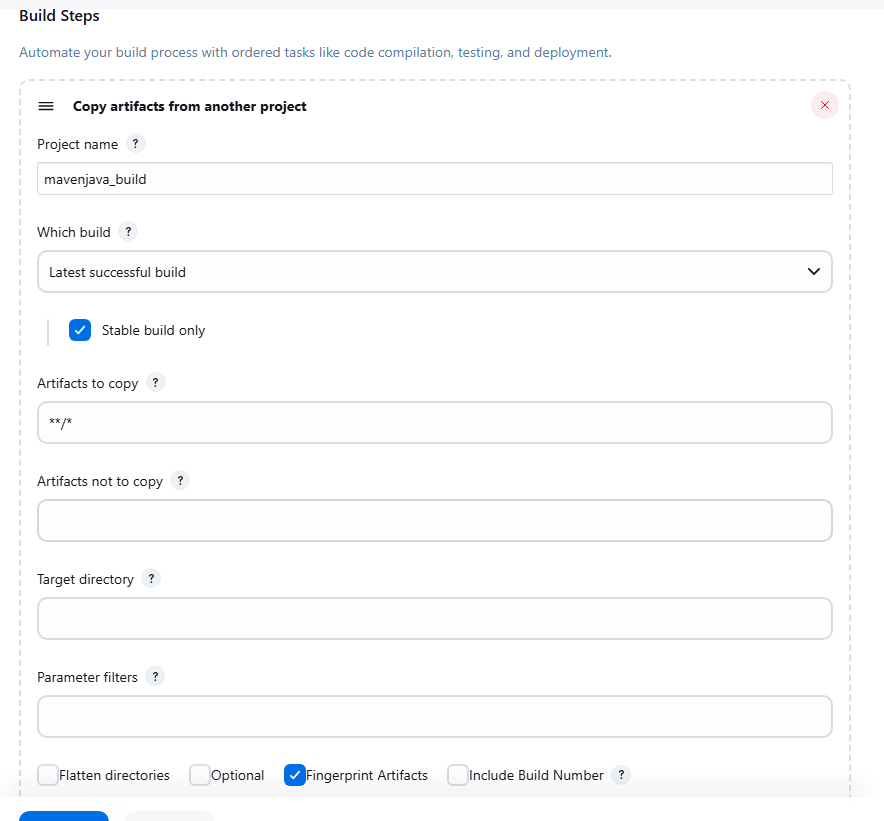 Build Steps
Automate your build process with ordered tasks like code compilation, testing, and deployment.
Copy artifacts from another project
Project name ?
mavenjava_build
Which build ?
Latest successful build
Stable build only
Artifacts to copy ?
**/*
Artifacts not to copy ?
Target directory ?
Parameter filters ?
Flatten directories Optional Fingerprint Artifacts Include Build Number ?